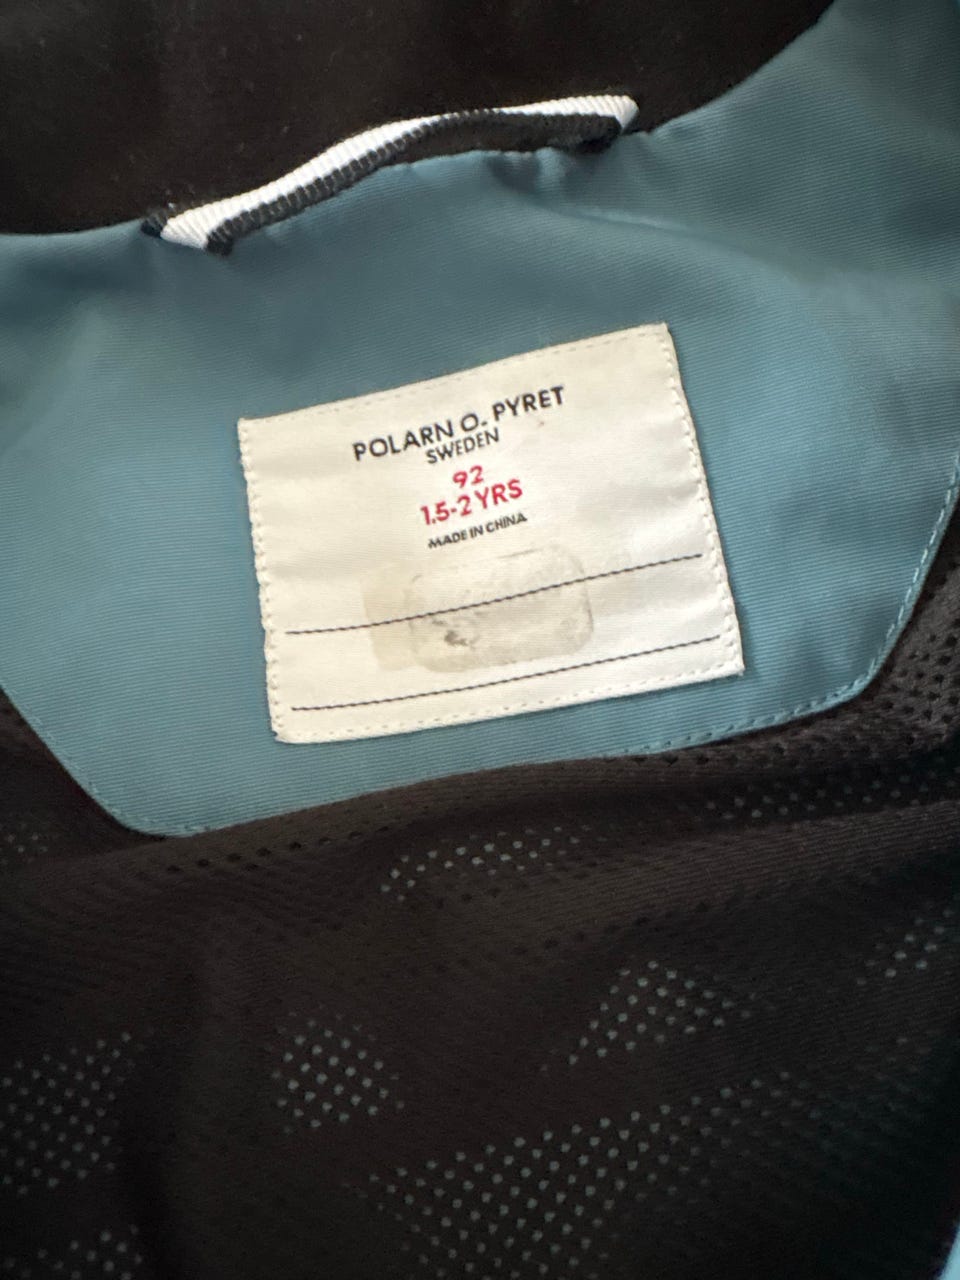 POLARN O. PYRET
SWEDEN
92
1.5-2 YRS
MADE IN CHINA